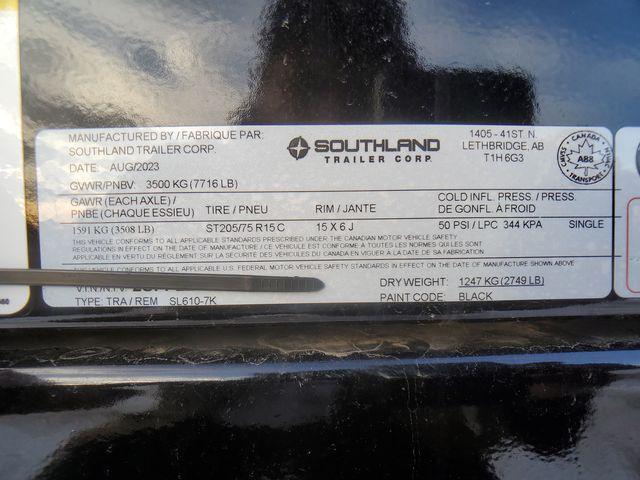 MANUFACTURED BY / FABRIQUE PAR:
SOUTHLAND TRAILER CORP.
DATE: AUG/2023
GVWR/PNBV: 3500 KG (7716 LB)
SOUTHLAND
TRAILER CORP.
1405 - 41ST N.
LETHBRIDGE, AB
T1H 6G3
CANADA
A88
TRANSPORT
GAWR (EACH AXLE) / PNBE (CHAQUE ESSIEU) TIRE / PNEU RIM / JANTE COLD INFL. PRESS. / PRESS. DE GONFL. À FROID
1591 KG (3508 LB) ST205/75 R15 C 15 X 6 J 50 PSI / LPC 344 KPA SINGLE
THIS VEHICLE CONFORMS TO ALL APPLICABLE STANDARDS PRESCRIBED UNDER THE CANADIAN MOTOR VEHICLE SAFETY
REGULATIONS IN EFFECT ON THE DATE OF MANUFACTURE / CE VÉHICULE EST CONFORME À TOUTES LES NORMES QUI LUI SONT
APPLICABLES EN VERTU DU RÈGLEMENT SUR LA SÉCURITÉ DES VÉHICULES DU CANADA EN VIGUEUR À LA DATE DE SA FABRICATION
THIS VEHICLE CONFORMS TO ALL APPLICABLE U.S. FEDERAL MOTOR VEHICLE SAFETY STANDARDS IN EFFECT ON THE DATE OF MANUFACTURE SHOWN ABOVE
DRY WEIGHT: 1247 KG (2749 LB)
TYPE: TRA / REM SL610-7K PAINT CODE: BLACK